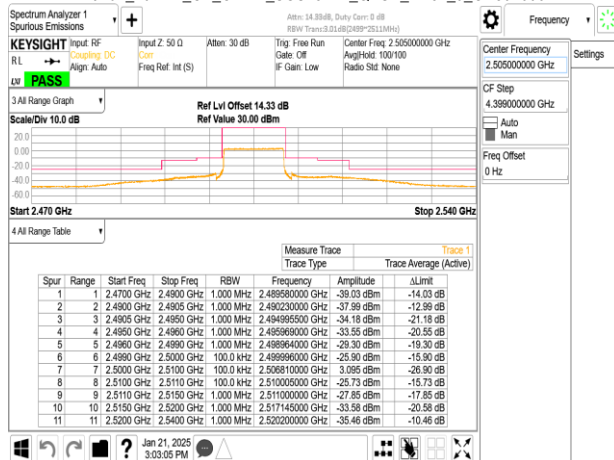 Spectrum Analyzer 1
Spurious Emissions
Attn: 14.33dB, Duty Corr: 0 dB
RBW Trans:3.01dB(2499~2511MHz)
Frequency
Settings
KEYSIGHT
RL
PASS
Input: RF
Coupling: DC
Align: Auto
Input Z: 50 Ω
Corr
Freq Ref: Int (S)
Atten: 30 dB
Trig: Free Run
Gate: Off
IF Gain: Low
Center Freq: 2.505000000 GHz
Avg|Hold: 100/100
Radio Std: None
Center Frequency
2.505000000 GHz
CF Step
4.399000000 GHz
Auto
Man
Freq Offset
0 Hz
3 All Range Graph
Scale/Div 10.0 dB
Ref Lvl Offset 14.33 dB
Ref Value 30.00 dBm
20.0
0.00
-20.0
-40.0
-60.0
Start 2.470 GHz
Stop 2.540 GHz
4 All Range Table
Measure Trace Trace 1
Trace Type Trace Average (Active)
Spur Range Start Freq Stop Freq RBW Frequency Amplitude ΔLimit
1 1 2.4700 GHz 2.4900 GHz 1.000 MHz 2.489580000 GHz -39.03 dBm -14.03 dB
2 2 2.4900 GHz 2.4905 GHz 1.000 MHz 2.490230000 GHz -37.99 dBm -12.99 dB
3 3 2.4905 GHz 2.4950 GHz 1.000 MHz 2.494995500 GHz -34.18 dBm -21.18 dB
4 4 2.4950 GHz 2.4960 GHz 1.000 MHz 2.495969000 GHz -33.55 dBm -20.55 dB
5 5 2.4960 GHz 2.4990 GHz 1.000 MHz 2.498964000 GHz -29.30 dBm -19.30 dB
6 6 2.4990 GHz 2.5000 GHz 100.0 kHz 2.499996000 GHz -25.90 dBm -15.90 dB
7 7 2.5000 GHz 2.5100 GHz 100.0 kHz 2.506810000 GHz 3.095 dBm -26.90 dB
8 8 2.5100 GHz 2.5110 GHz 100.0 kHz 2.510005000 GHz -25.73 dBm -15.73 dB
9 9 2.5110 GHz 2.5150 GHz 1.000 MHz 2.511000000 GHz -27.85 dBm -17.85 dB
10 10 2.5150 GHz 2.5200 GHz 1.000 MHz 2.517145000 GHz -33.58 dBm -20.58 dB
11 11 2.5200 GHz 2.5400 GHz 1.000 MHz 2.520200000 GHz -35.46 dBm -10.46 dB
Jan 21, 2025
3:03:05 PM